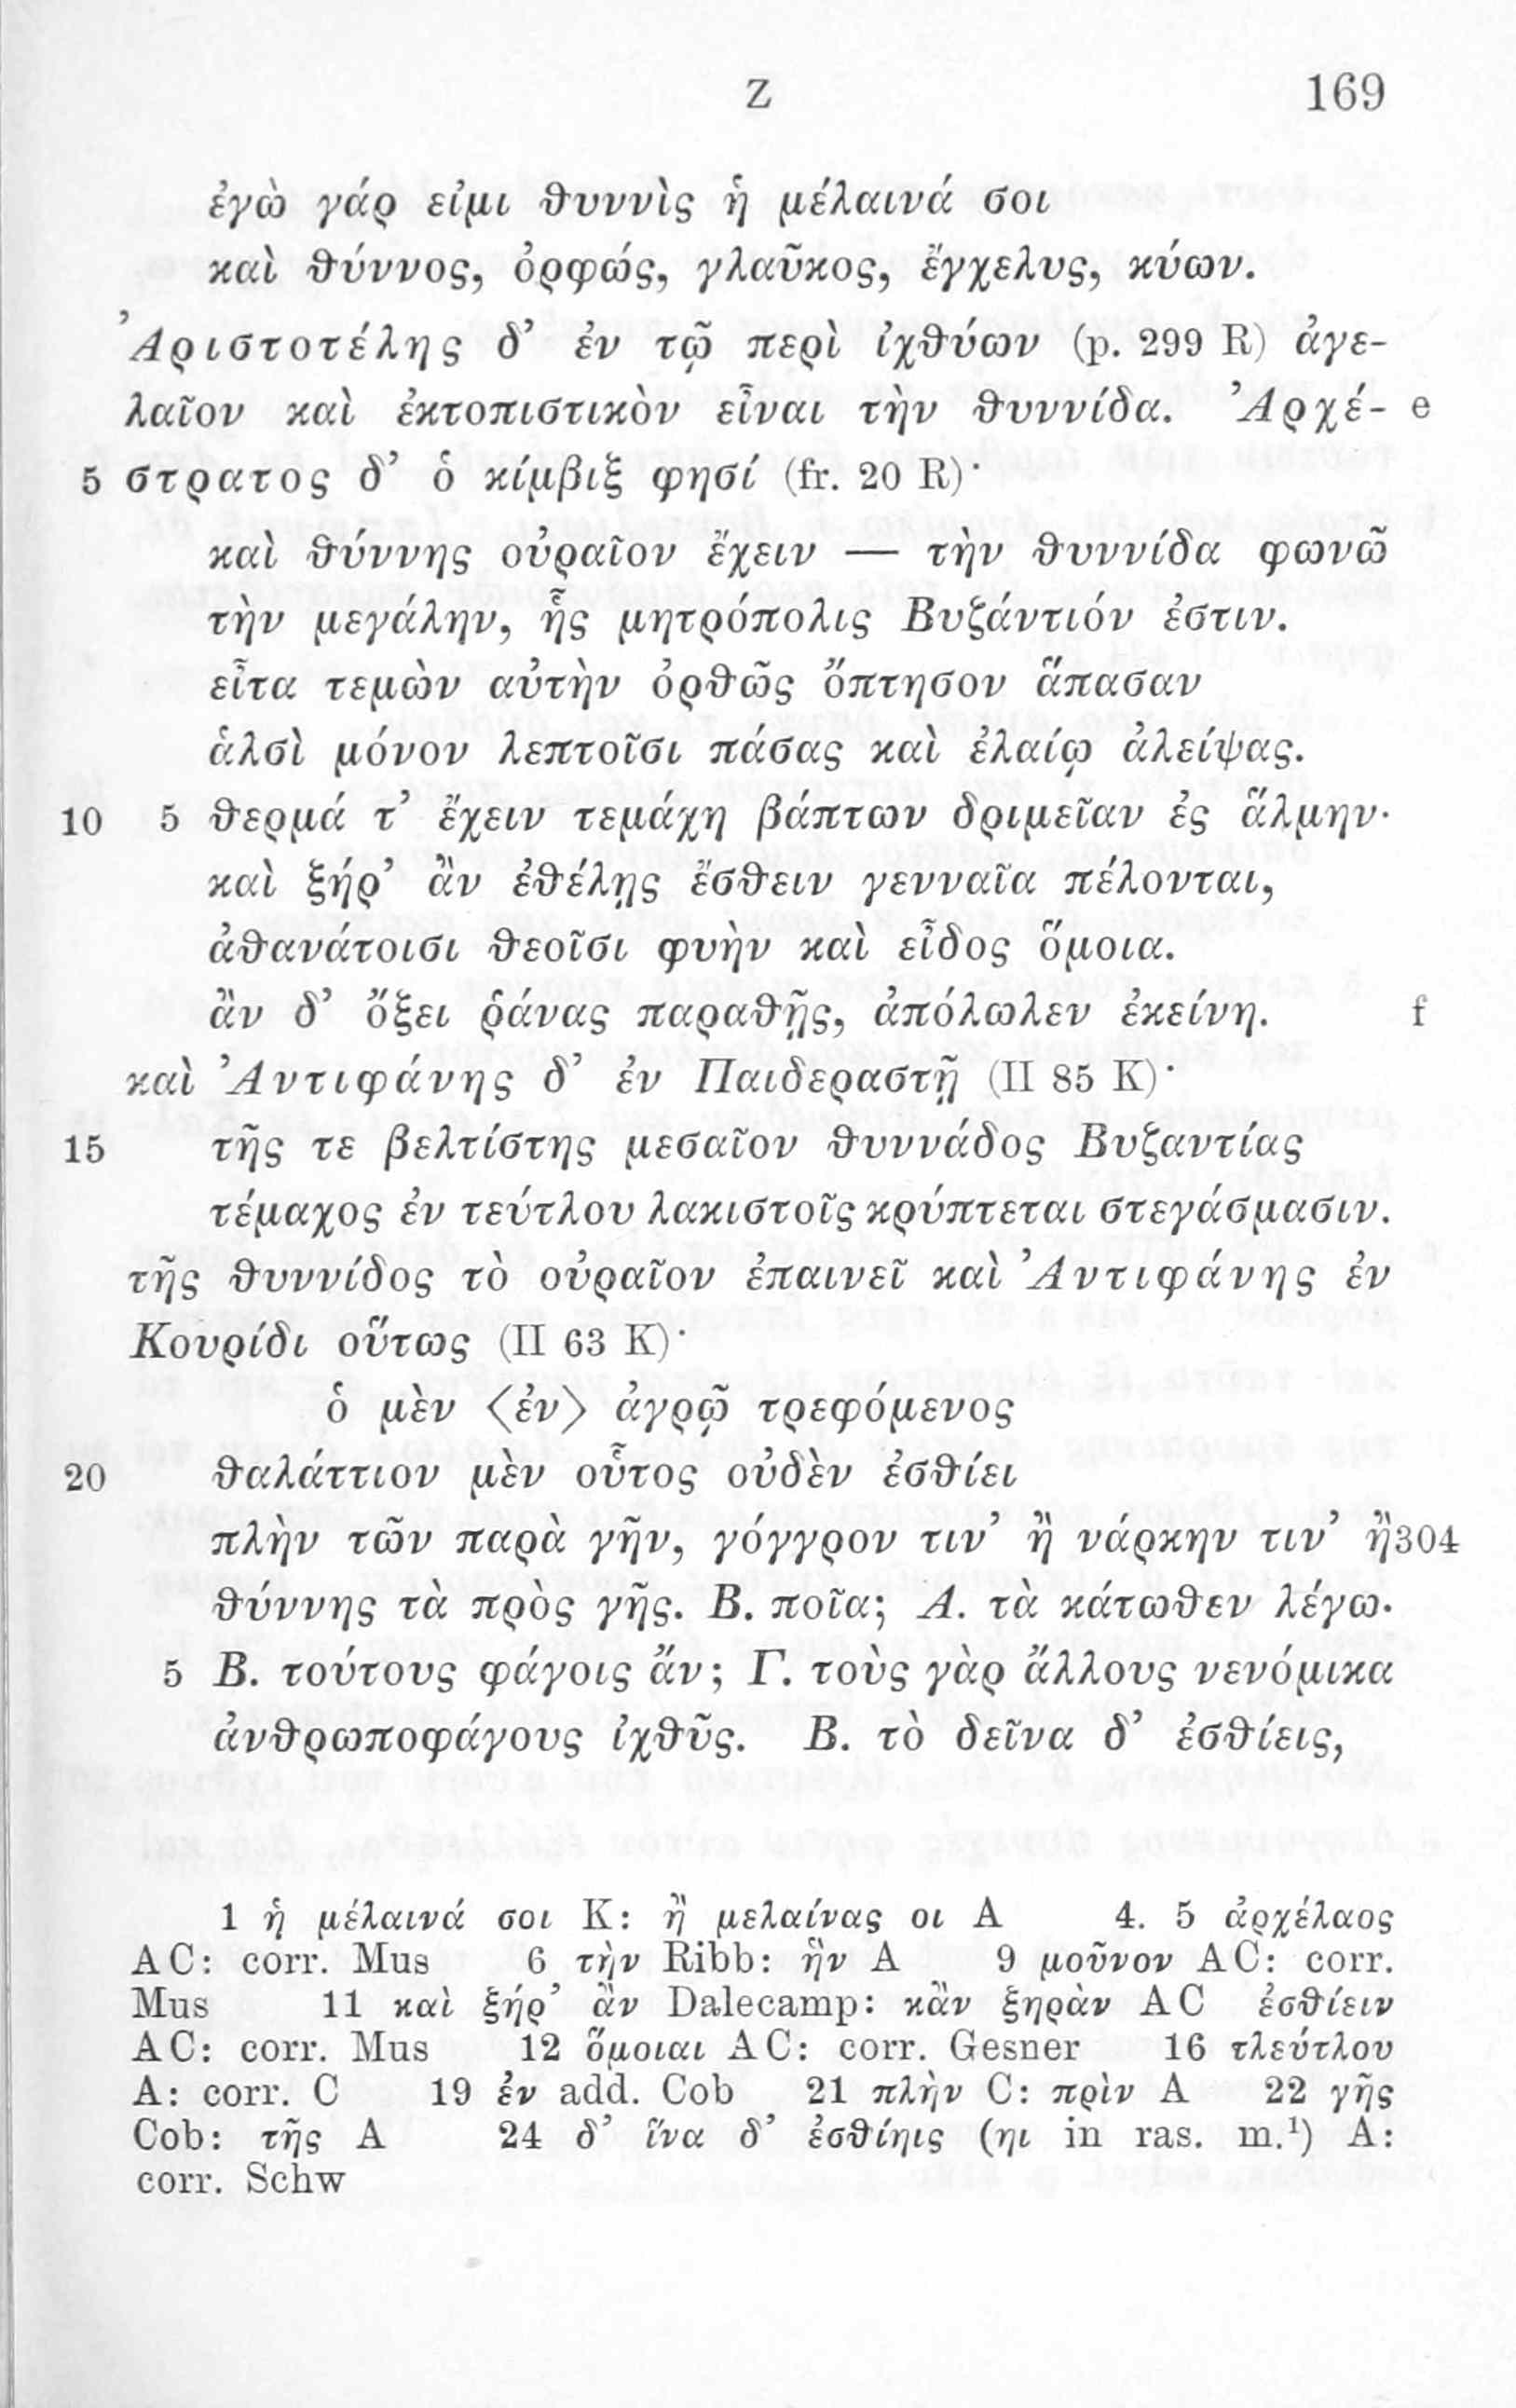 Z 169
ἐγὼ γάρ εἰμι θυννὶς ἡ μέλαινά σοι
καὶ θύννος, ὀρφώς, γλαῦκος, ἔγχελυς, κύων.
Ἀριστοτέλης δ’ ἐν τῷ περὶ ἰχθύων (p. 299 R) ἀγε-
λαῖον καὶ ἐκτοπιστικὸν εἶναι τὴν θυννίδα. Ἀρχέ- e
5 στρατος δ’ ὁ κίμβιξ φησί (fr. 20 R)·
καὶ θύννης οὐραῖον ἔχειν — τὴν θυννίδα φωνῶ
τὴν μεγάλην, ἧς μητρόπολις Βυζάντιόν ἐστιν.
εἶτα τεμὼν αὐτὴν ὀρθῶς ὄπτησον ἅπασαν
ἁλσὶ μόνον λεπτοῖσι πάσας καὶ ἐλαίῳ ἀλείψας.
10 5 θερμά τ’ ἔχειν τεμάχη βάπτων δριμεῖαν ἐς ἅλμην·
καὶ ξήρ’ ἂν ἐθέλῃς ἔσθειν γενναῖα πέλονται,
ἀθανάτοισι θεοῖσι φυὴν καὶ εἶδος ὅμοια.
ἂν δ’ ὄξει ῥάνας παραθῇς, ἀπόλωλεν ἐκείνη. f
καὶ Ἀντιφάνης δ’ ἐν Παιδεραστῇ (II 85 K)·
15 τῆς τε βελτίστης μεσαῖον θυννάδος Βυζαντίας
τέμαχος ἐν τεύτλου λακιστοῖς κρύπτεται στεγάσμασιν.
τῆς θυννίδος τὸ οὐραῖον ἐπαινεῖ καὶ Ἀντιφάνης ἐν
Κουρίδι οὕτως (II 63 K)·
ὁ μὲν <ἐν> ἀγρῷ τρεφόμενος
20 θαλάττιον μὲν οὗτος οὐδὲν ἐσθίει
πλὴν τῶν παρὰ γῆν, γόγγρον τιν’ ἢ νάρκην τιν’ ἢ 304
θύννης τὰ πρὸς γῆς. Β. ποῖα; Α. τὰ κάτωθεν λέγω.
5 Β. τούτους φάγοις ἄν; Γ. τοὺς γὰρ ἄλλους νενόμικα
ἀνθρωποφάγους ἰχθῦς. Β. τὸ δεῖνα δ’ ἐσθίεις,
1 ἡ μέλαινά σοι K: ἢ μελαίνας οι A 4. 5 ἀρχέλαος
AC: corr. Mus 6 τὴν Ribb: ἣν A 9 μοῦνον AC: corr.
Mus 11 καὶ ξήρ’ ἂν Dalecamp: κἂν ξηρὰν AC ἐσθίειν
AC: corr. Mus 12 ὅμοιαι AC: corr. Gesner 16 τλεύτλου
A: corr. C 19 ἐν add. Cob 21 πλὴν C: πρὶν A 22 γῆς
Cob: τῆς A 24 δ’ ἵνα δ’ ἐσθίηις (ηι in ras. m.¹) A:
corr. Schw